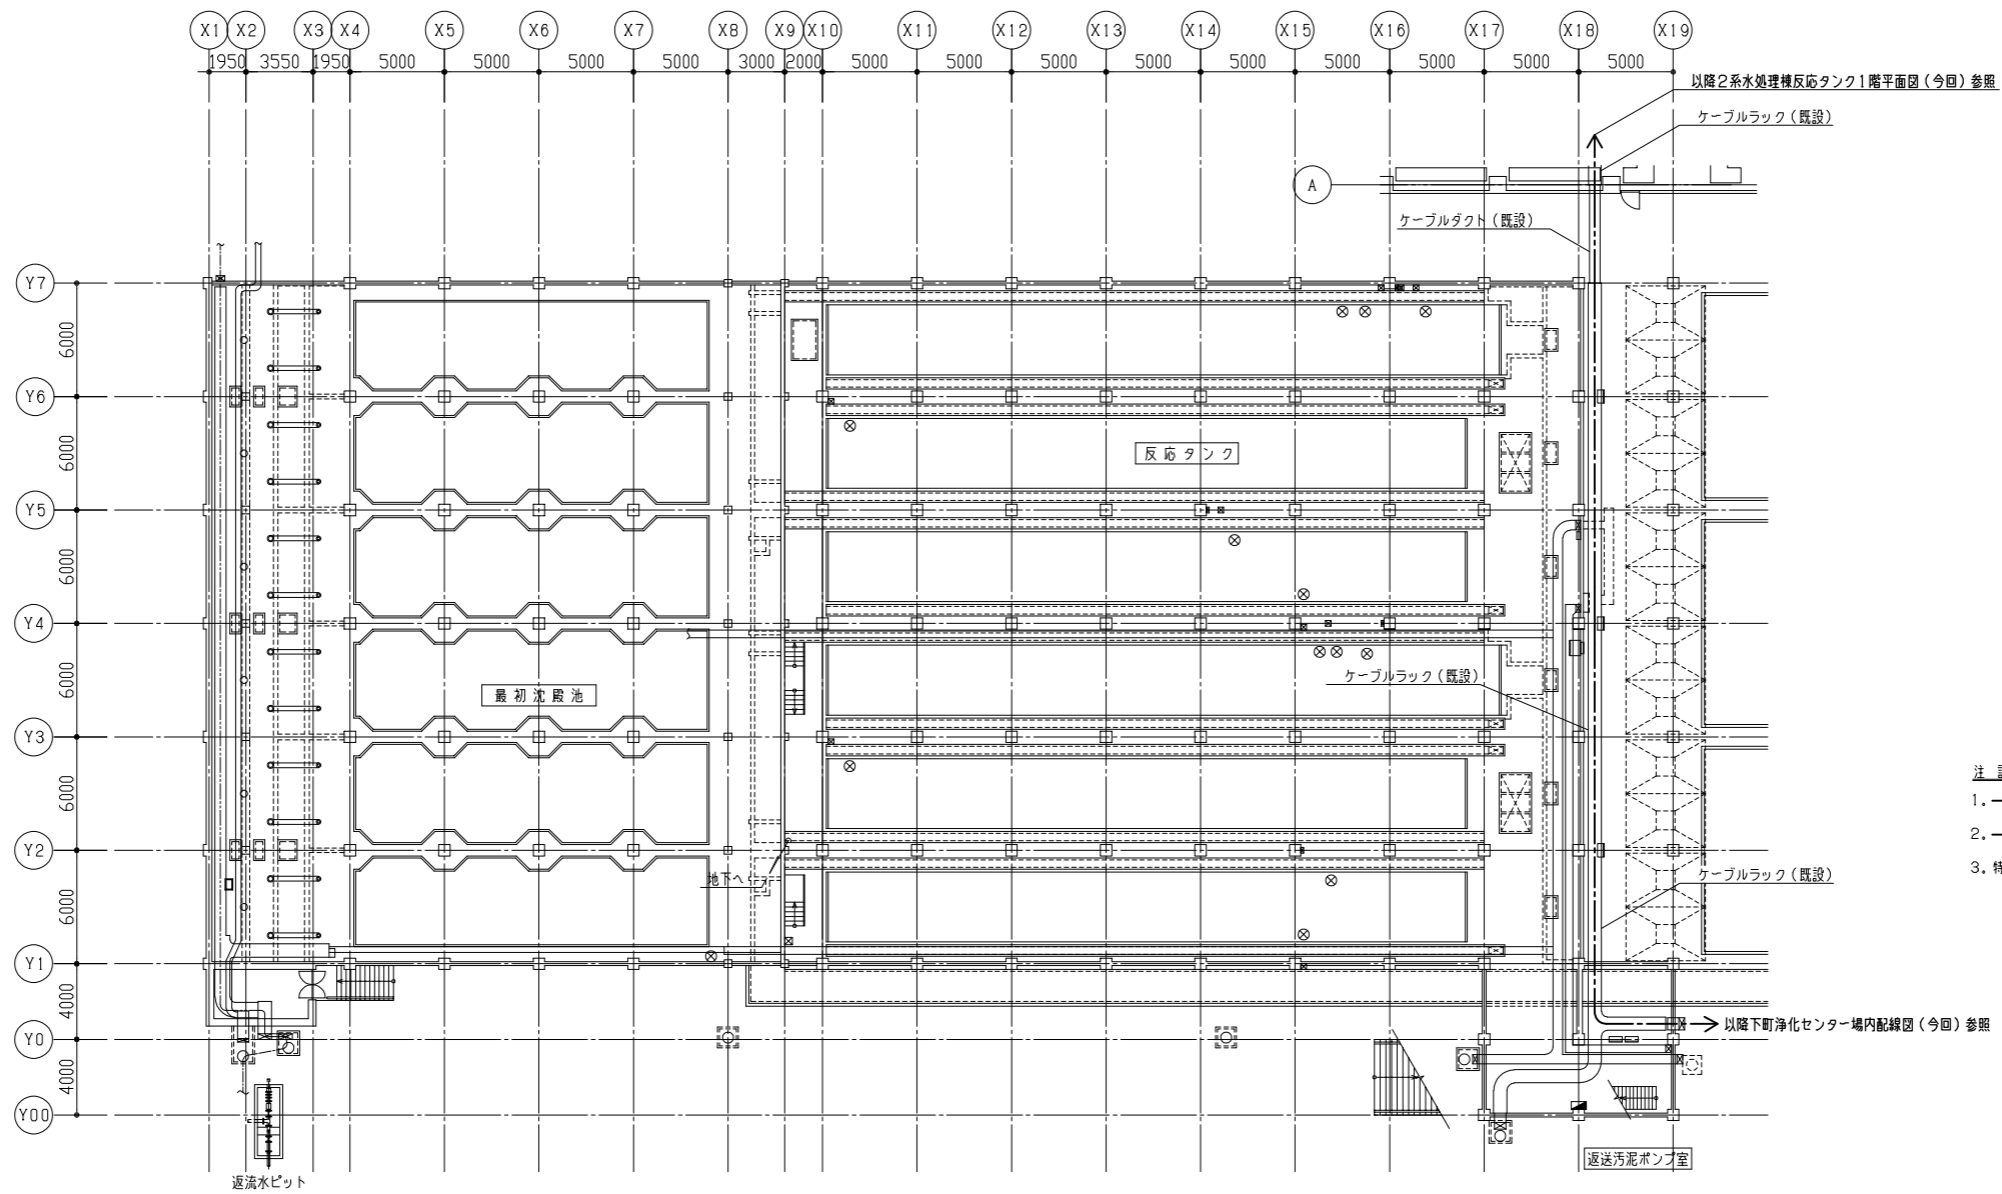 X1 X2 X3 X4 X5 X6 X7 X8 X9 X10 X11 X12 X13 X14 X15 X16 X17 X18 X19
1950 3550 1950 5000 5000 5000 5000 3000 2000 5000 5000 5000 5000 5000 5000 5000 5000 5000
以降2系水処理棟反応タンク1階平面図(今回)参照
ケーブルラック(既設)
A
ケーブルダクト(既設)
Y7
6000
Y6
6000
反応タンク
Y5
6000
Y4
6000
ケーブルラック(既設)
最初沈殿池
Y3
6000
注
1.
Y2
2.
地下へ
ケーブルラック(既設)
3. 特
6000
Y1
4000
Y0
以降下町浄化センター場内配線図(今回)参照
4000
Y00
返送汚泥ポンプ室
返流水ピット